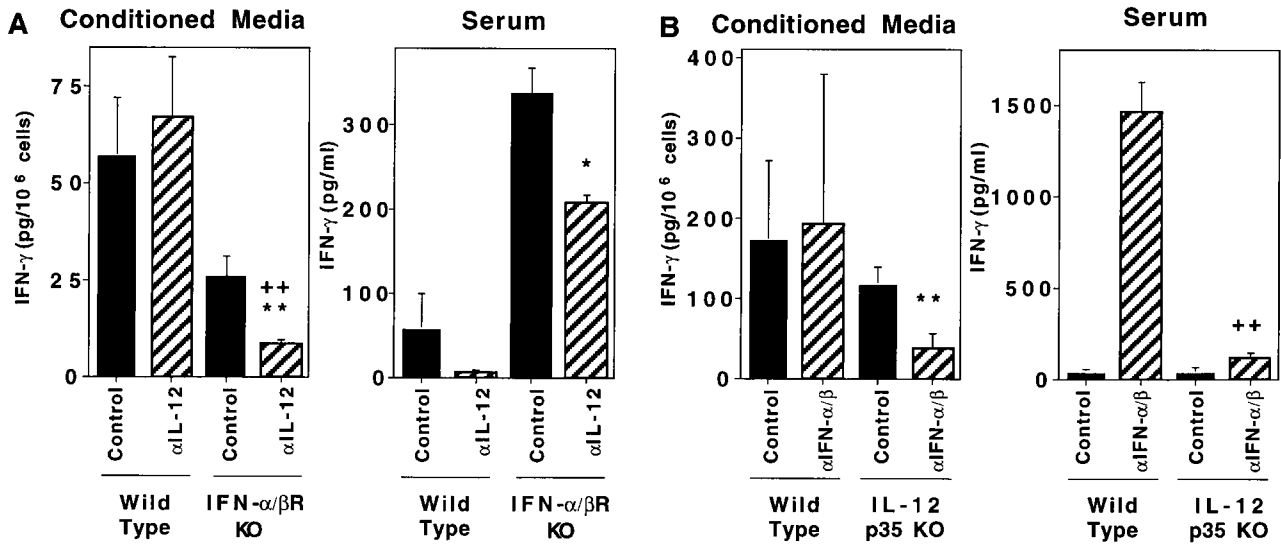 A
Conditioned Media
IFN-γ (pg/10⁶ cells)
75
50
25
0
++
**
Control
αIL-12
Control
αIL-12
Wild
Type
IFN-α/βR
KO
Serum
IFN-γ (pg/ml)
300
200
100
0
*
Control
αIL-12
Control
αIL-12
Wild
Type
IFN-α/βR
KO
B
Conditioned Media
IFN-γ (pg/10⁶ cells)
400
300
200
100
0
**
Control
αIFN-α/β
Control
αIFN-α/β
Wild
Type
IL-12
p35 KO
Serum
IFN-γ (pg/ml)
1500
1000
500
0
++
Control
αIFN-α/β
Control
αIFN-α/β
Wild
Type
IL-12
p35 KO